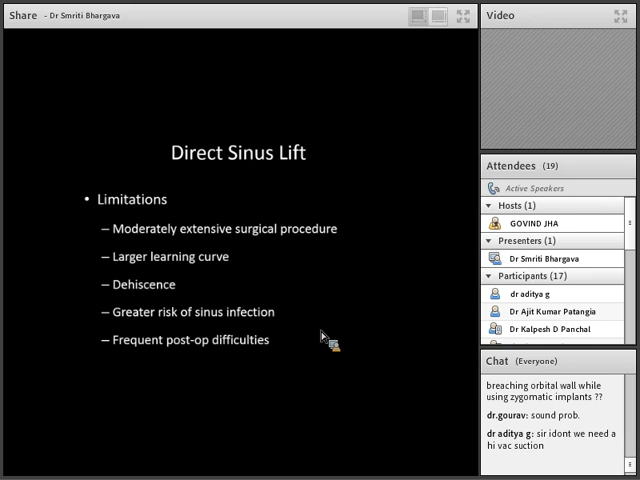 Share - Dr Smriti Bhargava
Direct Sinus Lift
• Limitations
– Moderately extensive surgical procedure
– Larger learning curve
– Dehiscence
– Greater risk of sinus infection
– Frequent post-op difficulties
Video
Attendees (19)
Active Speakers
Hosts (1)
GOVIND JHA
Presenters (1)
Dr Smriti Bhargava
Participants (17)
dr aditya g
Dr Ajit Kumar Patangia
Dr Kalpesh D Panchal
Chat (Everyone)
breaching orbital wall while
using zygomatic implants ??
dr.gourav: sound prob.
dr aditya g: sir idont we need a
hi vac suction